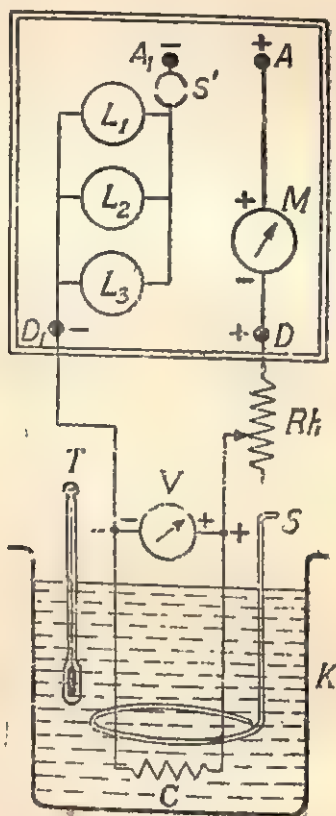 A₁ − + A
S'
L₁
+ M
L₂
L₃
−
D₁ − + D
Rh
T
V S
− − + +
K
C